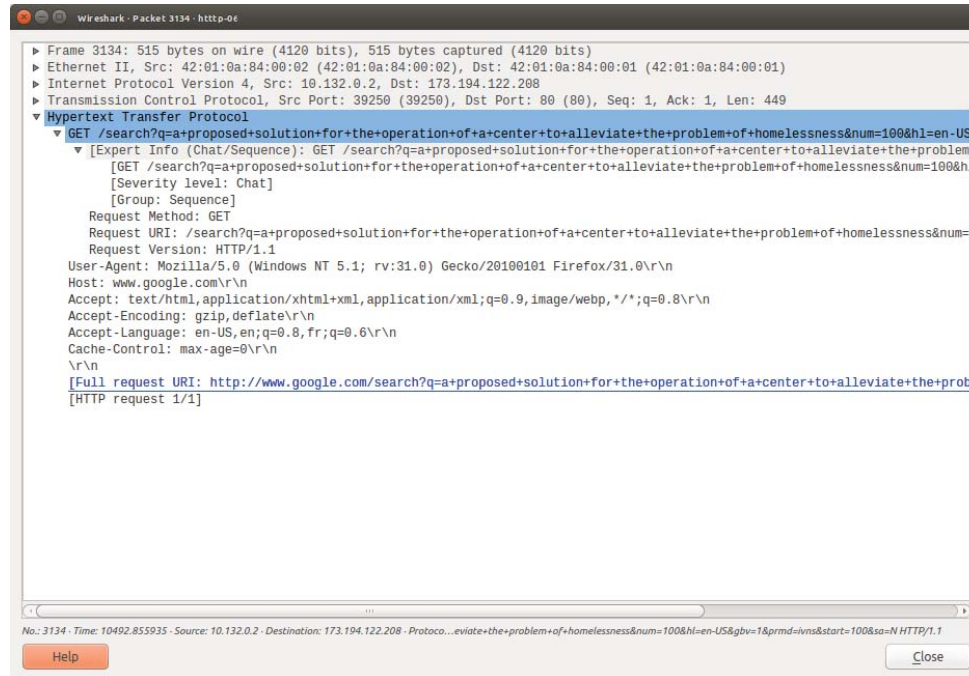 Wireshark · Packet 3134 · htttp-06
Frame 3134: 515 bytes on wire (4120 bits), 515 bytes captured (4120 bits)
Ethernet II, Src: 42:01:0a:84:00:02 (42:01:0a:84:00:02), Dst: 42:01:0a:84:00:01 (42:01:0a:84:00:01)
Internet Protocol Version 4, Src: 10.132.0.2, Dst: 173.194.122.208
Transmission Control Protocol, Src Port: 39250 (39250), Dst Port: 80 (80), Seq: 1, Ack: 1, Len: 449
Hypertext Transfer Protocol
GET /search?q=a+proposed+solution+for+the+operation+of+a+center+to+alleviate+the+problem+of+homelessness&num=100&hl=en-US
[Expert Info (Chat/Sequence): GET /search?q=a+proposed+solution+for+the+operation+of+a+center+to+alleviate+the+problem
[GET /search?q=a+proposed+solution+for+the+operation+of+a+center+to+alleviate+the+problem+of+homelessness&num=100&h
[Severity level: Chat]
[Group: Sequence]
Request Method: GET
Request URI: /search?q=a+proposed+solution+for+the+operation+of+a+center+to+alleviate+the+problem+of+homelessness&num=
Request Version: HTTP/1.1
User-Agent: Mozilla/5.0 (Windows NT 5.1; rv:31.0) Gecko/20100101 Firefox/31.0\r\n
Host: www.google.com\r\n
Accept: text/html,application/xhtml+xml,application/xml;q=0.9,image/webp,*/*;q=0.8\r\n
Accept-Encoding: gzip,deflate\r\n
Accept-Language: en-US,en;q=0.8,fr;q=0.6\r\n
Cache-Control: max-age=0\r\n
\r\n
[Full request URI: http://www.google.com/search?q=a+proposed+solution+for+the+operation+of+a+center+to+alleviate+the+prob
[HTTP request 1/1]
No.: 3134 · Time: 10492.855935 · Source: 10.132.0.2 · Destination: 173.194.122.208 · Protoco…eviate+the+problem+of+homelessness&num=100&hl=en-US&gbv=1&prmd=ivns&start=100&sa=N HTTP/1.1
Help
Close